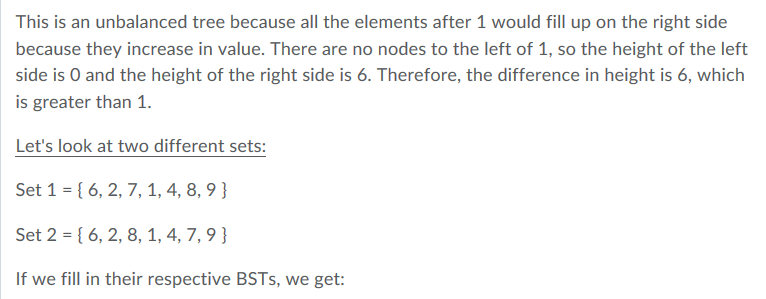 This is an unbalanced tree because all the elements after 1 would fill up on the right side
because they increase in value. There are no nodes to the left of 1, so the height of the left
side is 0 and the height of the right side is 6. Therefore, the difference in height is 6, which
is greater than 1.
Let's look at two different sets:
Set 1 = { 6, 2, 7, 1, 4, 8, 9 }
Set 2 = { 6, 2, 8, 1, 4, 7, 9 }
If we fill in their respective BSTs, we get: